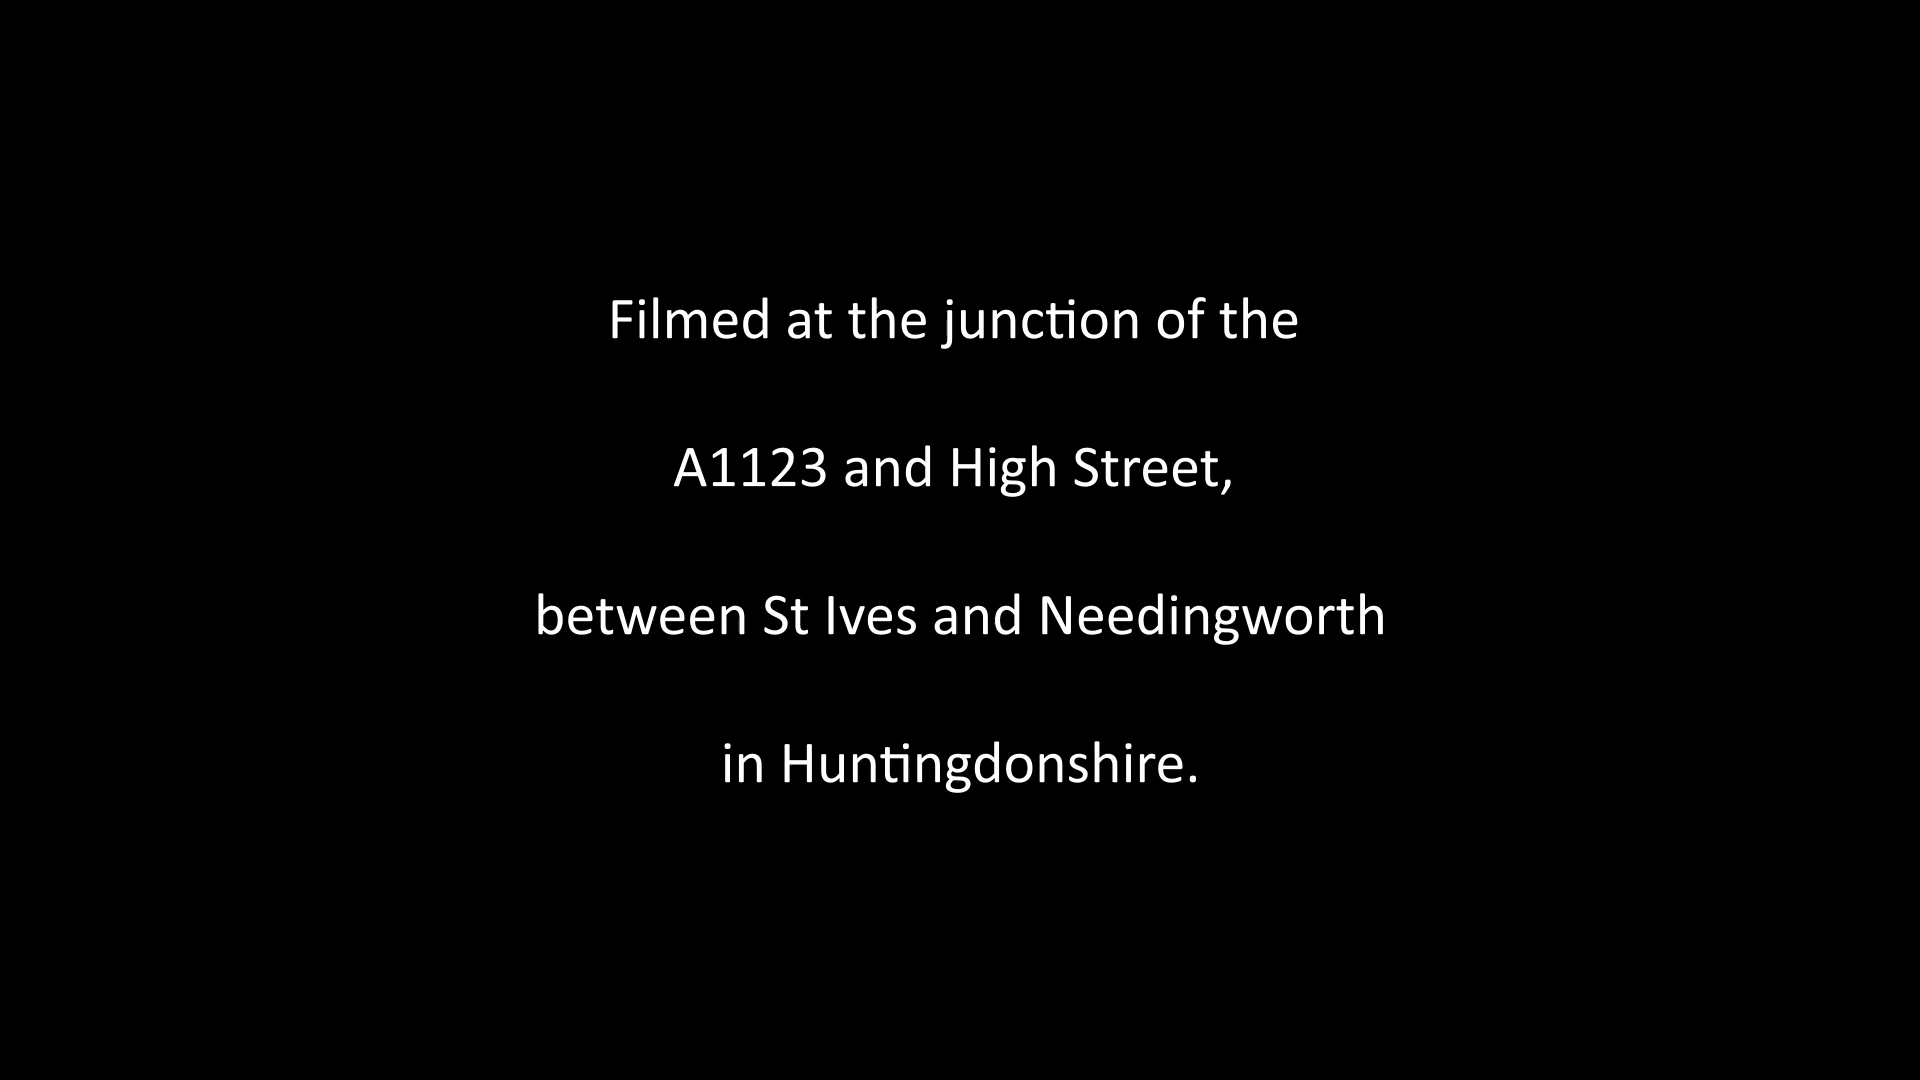 Filmed at the junction of the
A1123 and High Street,
between St Ives and Needingworth
in Huntingdonshire.